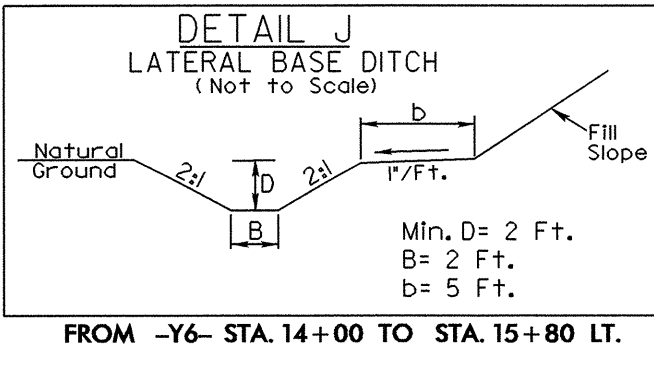 DETAIL J
LATERAL BASE DITCH
(Not to Scale)
b
Natural
Ground
2:1
D
2:1
1"/Ft.
Fill
Slope
B
Min. D= 2 Ft.
B= 2 Ft.
b= 5 Ft.
FROM -Y6- STA. 14+00 TO STA. 15+80 LT.